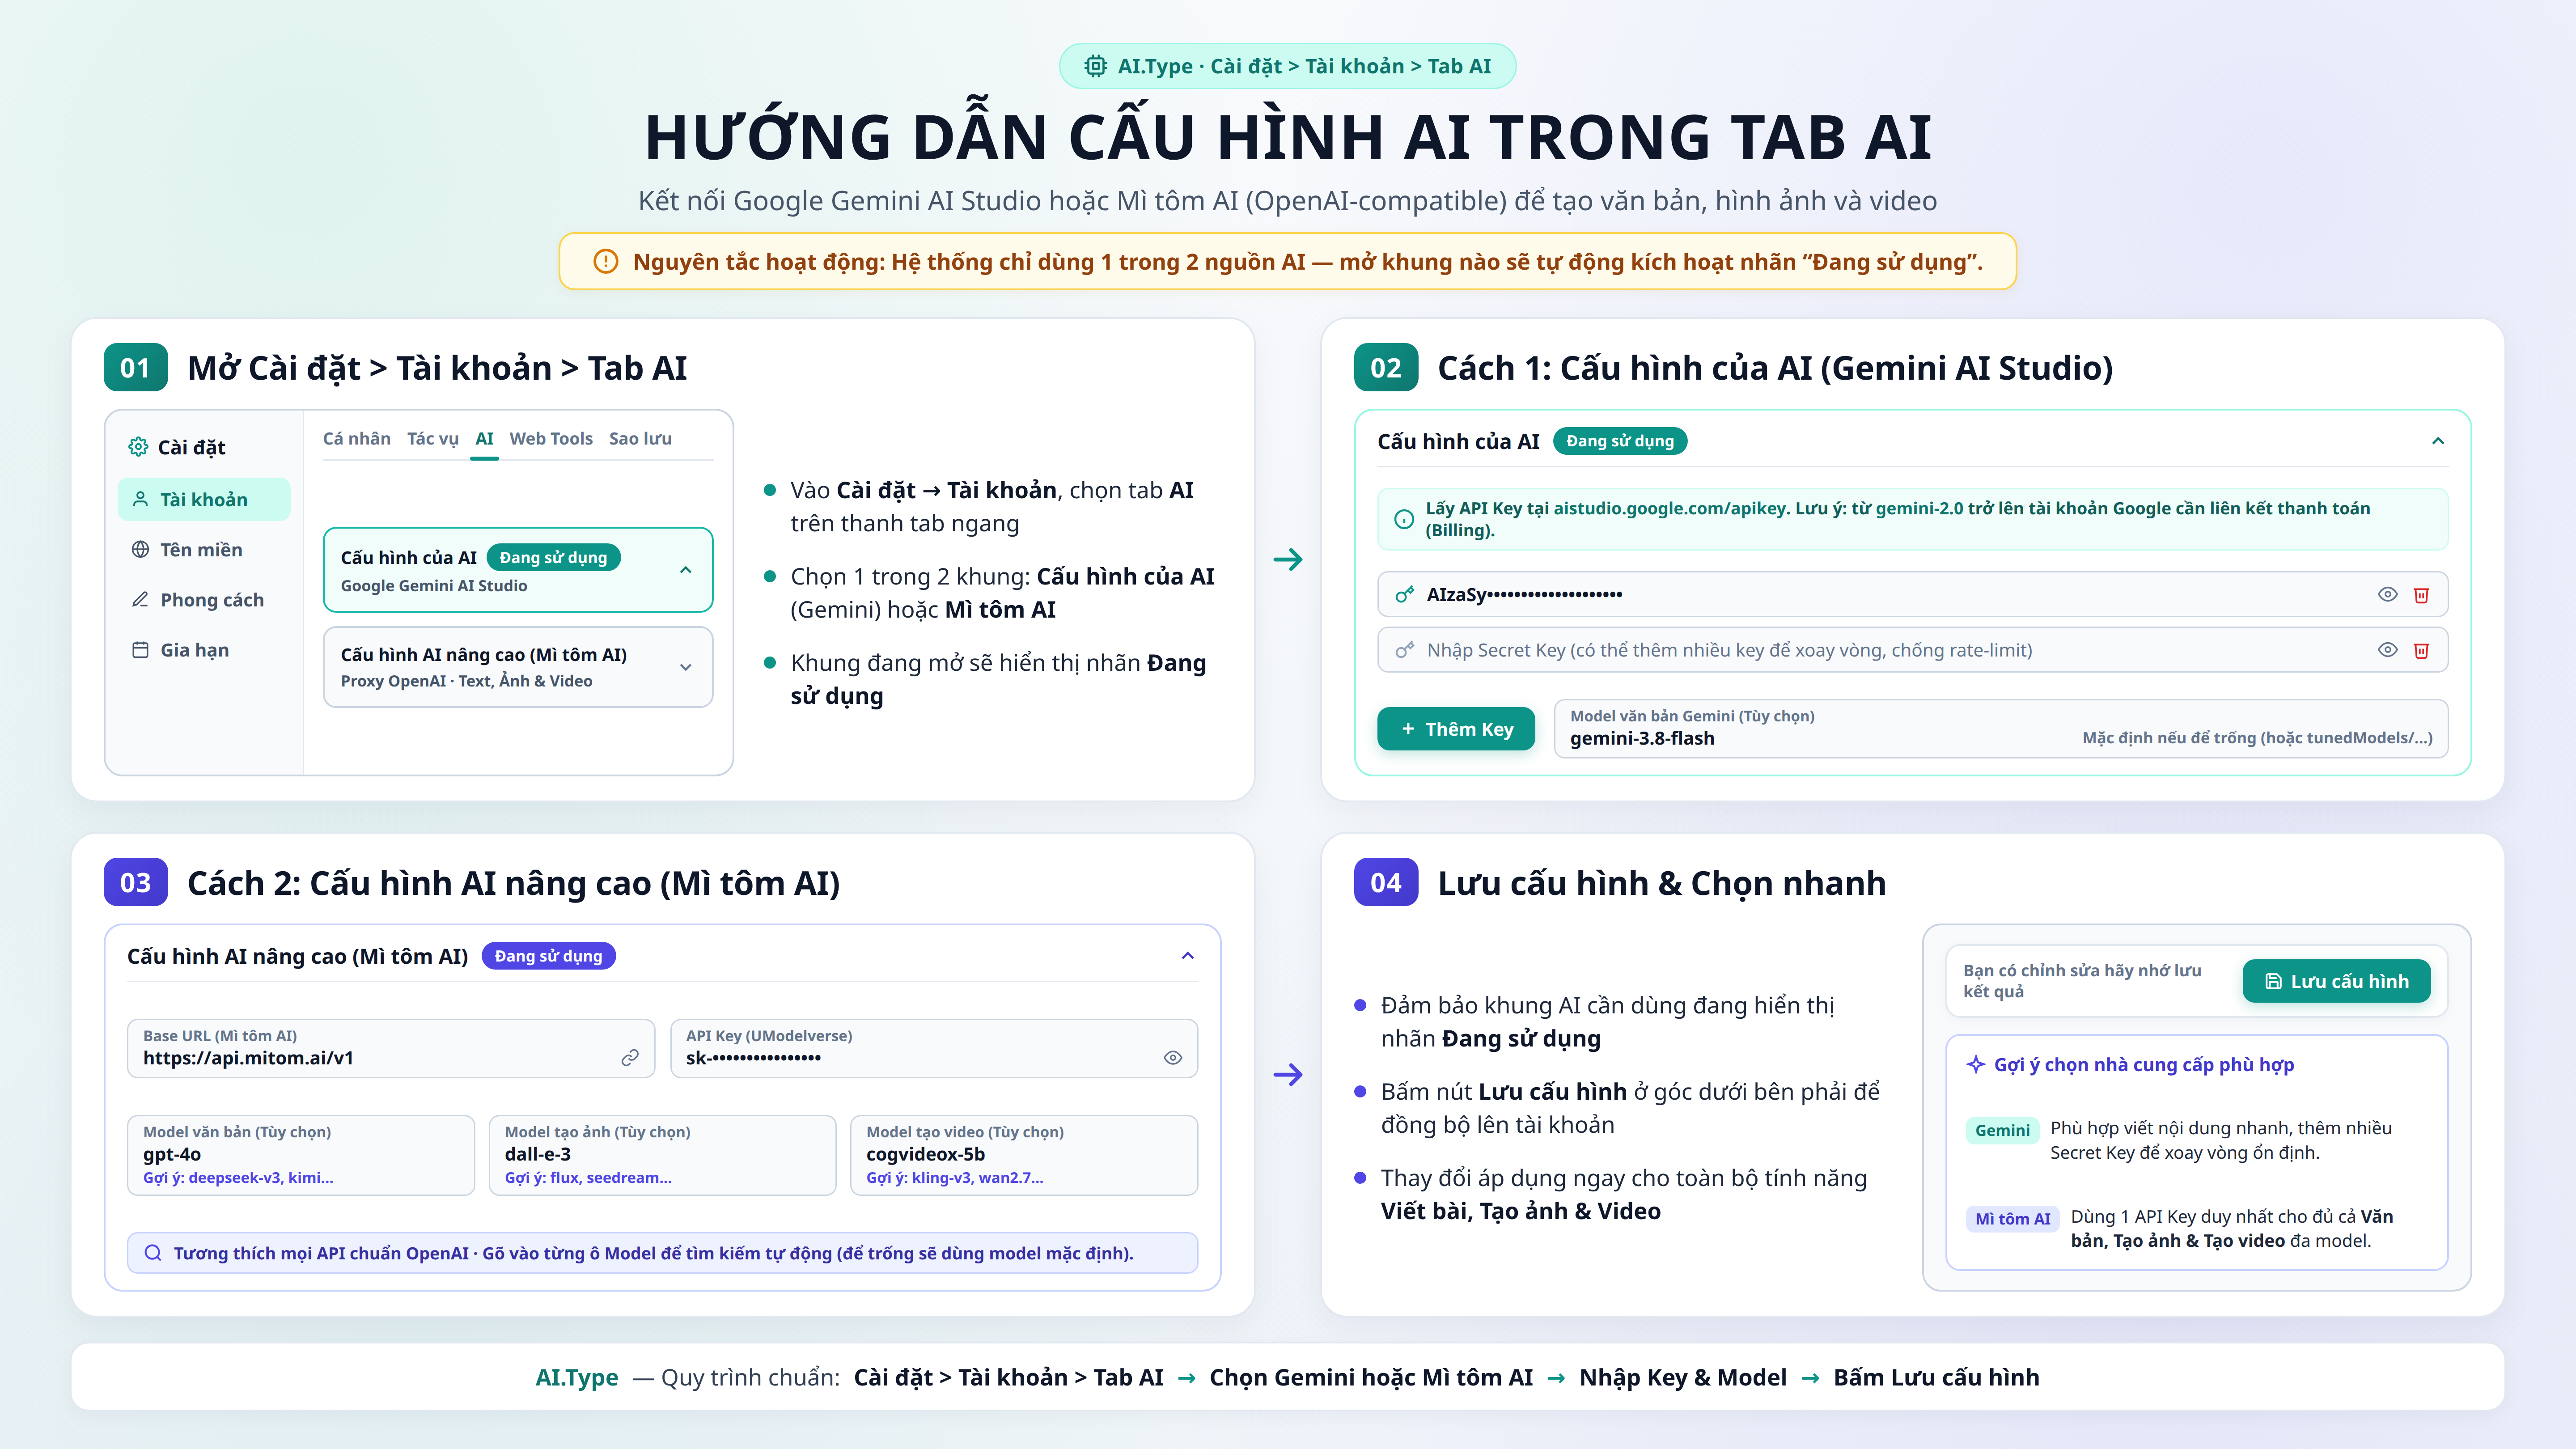 AI.Type · Cài đặt > Tài khoản > Tab AI
HƯỚNG DẪN CẤU HÌNH AI TRONG TAB AI
Kết nối Google Gemini AI Studio hoặc Mì tôm AI (OpenAI-compatible) để tạo văn bản, hình ảnh và video
Nguyên tắc hoạt động: Hệ thống chỉ dùng 1 trong 2 nguồn AI — mở khung nào sẽ tự động kích hoạt nhãn “Đang sử dụng”.
01 Mở Cài đặt > Tài khoản > Tab AI
Cài đặt
Tài khoản
Tên miền
Phong cách
Gia hạn
Cá nhân Tác vụ AI Web Tools Sao lưu
Cấu hình của AI Đang sử dụng
Google Gemini AI Studio
Cấu hình AI nâng cao (Mì tôm AI)
Proxy OpenAI · Text, Ảnh & Video
Vào Cài đặt → Tài khoản, chọn tab AI
trên thanh tab ngang
Chọn 1 trong 2 khung: Cấu hình của AI
(Gemini) hoặc Mì tôm AI
Khung đang mở sẽ hiển thị nhãn Đang
sử dụng
→
02 Cách 1: Cấu hình của AI (Gemini AI Studio)
Cấu hình của AI Đang sử dụng
Lấy API Key tại aistudio.google.com/apikey. Lưu ý: từ gemini-2.0 trở lên tài khoản Google cần liên kết thanh toán
(Billing).
AIzaSy••••••••••••••••••••
Nhập Secret Key (có thể thêm nhiều key để xoay vòng, chống rate-limit)
+ Thêm Key
Model văn bản Gemini (Tùy chọn)
gemini-3.8-flash
Mặc định nếu để trống (hoặc tunedModels/...)
03 Cách 2: Cấu hình AI nâng cao (Mì tôm AI)
Cấu hình AI nâng cao (Mì tôm AI) Đang sử dụng
Base URL (Mì tôm AI)
https://api.mitom.ai/v1
API Key (UModelverse)
sk-••••••••••••••••
Model văn bản (Tùy chọn)
gpt-4o
Gợi ý: deepseek-v3, kimi...
Model tạo ảnh (Tùy chọn)
dall-e-3
Gợi ý: flux, seedream...
Model tạo video (Tùy chọn)
cogvideox-5b
Gợi ý: kling-v3, wan2.7...
Tương thích mọi API chuẩn OpenAI · Gõ vào từng ô Model để tìm kiếm tự động (để trống sẽ dùng model mặc định).
→
04 Lưu cấu hình & Chọn nhanh
Đảm bảo khung AI cần dùng đang hiển thị
nhãn Đang sử dụng
Bấm nút Lưu cấu hình ở góc dưới bên phải để
đồng bộ lên tài khoản
Thay đổi áp dụng ngay cho toàn bộ tính năng
Viết bài, Tạo ảnh & Video
Bạn có chỉnh sửa hãy nhớ lưu
kết quả
Lưu cấu hình
Gợi ý chọn nhà cung cấp phù hợp
Gemini Phù hợp viết nội dung nhanh, thêm nhiều
Secret Key để xoay vòng ổn định.
Mì tôm AI Dùng 1 API Key duy nhất cho đủ cả Văn
bản, Tạo ảnh & Tạo video đa model.
AI.Type — Quy trình chuẩn: Cài đặt > Tài khoản > Tab AI → Chọn Gemini hoặc Mì tôm AI → Nhập Key & Model → Bấm Lưu cấu hình